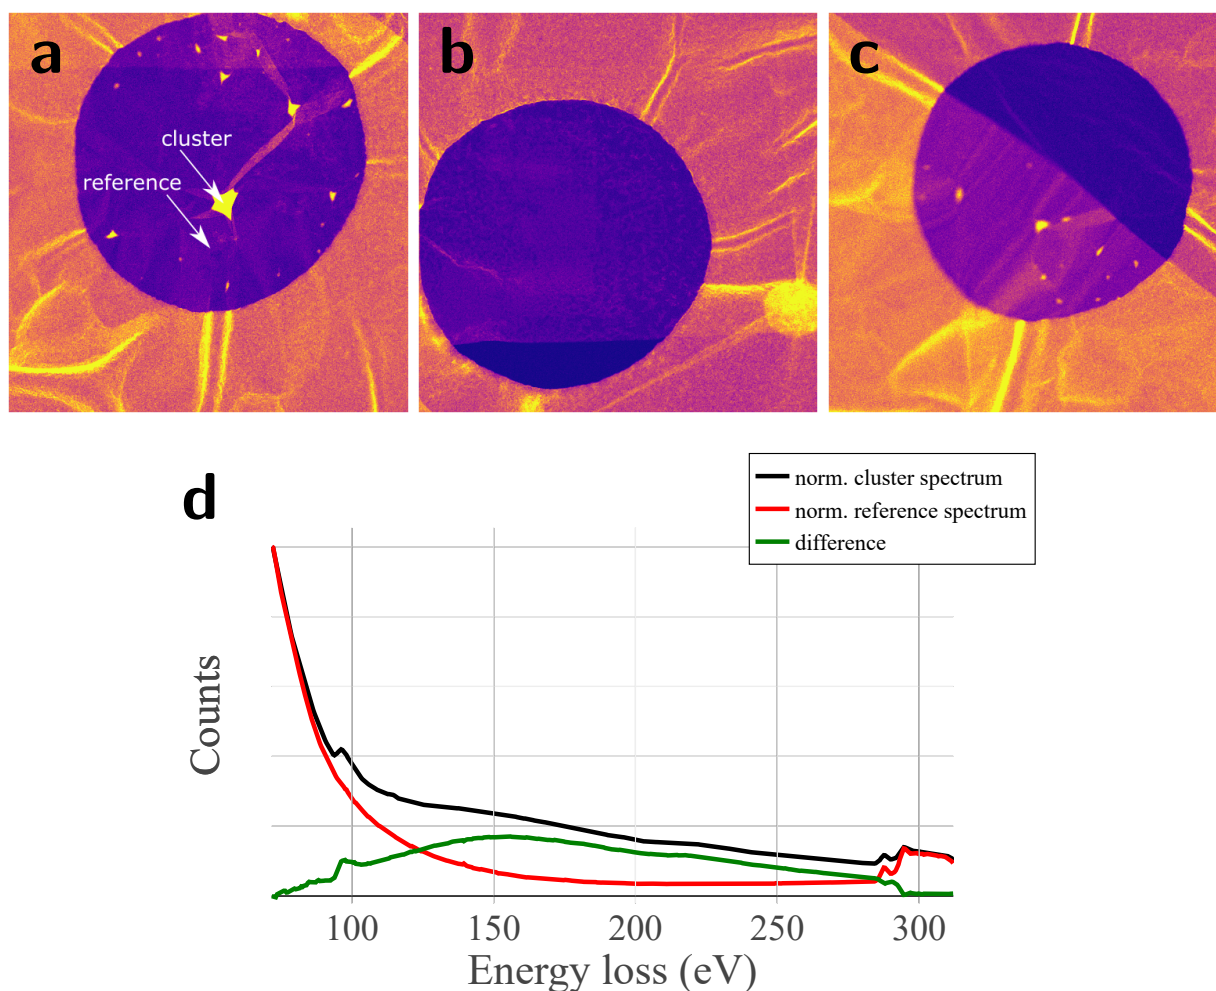 a
b
c
cluster
reference
d
norm. cluster spectrum
norm. reference spectrum
difference
Counts
100
150
200
250
300
Energy loss (eV)